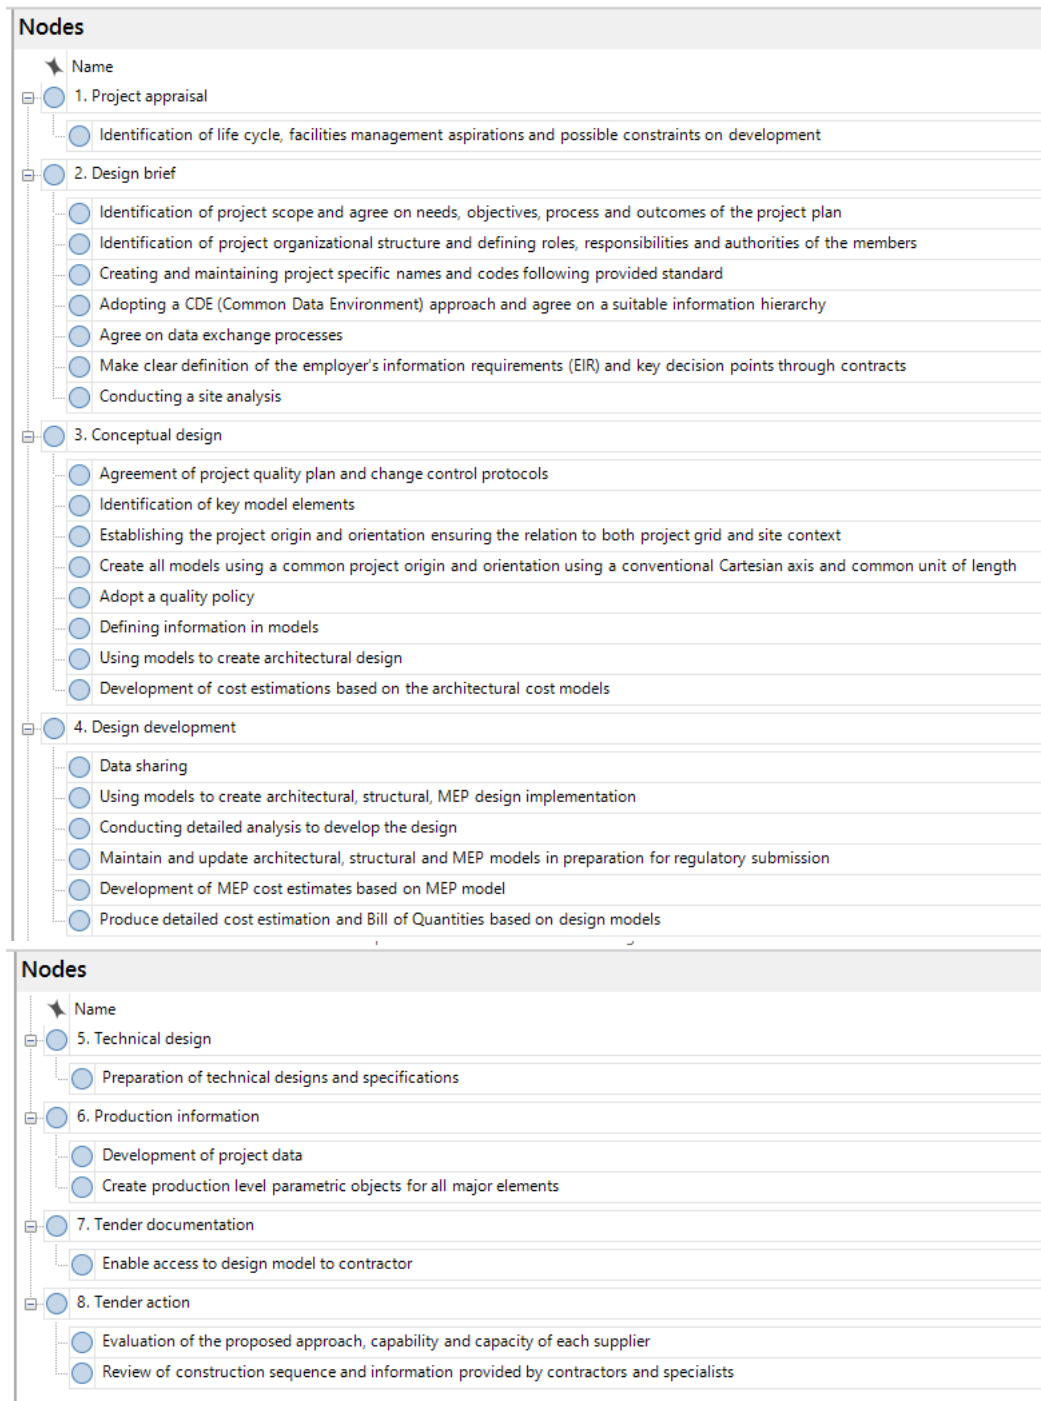 Nodes
Name
1. Project appraisal
Identification of life cycle, facilities management aspirations and possible constraints on development
2. Design brief
Identification of project scope and agree on needs, objectives, process and outcomes of the project plan
Identification of project organizational structure and defining roles, responsibilities and authorities of the members
Creating and maintaining project specific names and codes following provided standard
Adopting a CDE (Common Data Environment) approach and agree on a suitable information hierarchy
Agree on data exchange processes
Make clear definition of the employer's information requirements (EIR) and key decision points through contracts
Conducting a site analysis
3. Conceptual design
Agreement of project quality plan and change control protocols
Identification of key model elements
Establishing the project origin and orientation ensuring the relation to both project grid and site context
Create all models using a common project origin and orientation using a conventional Cartesian axis and common unit of length
Adopt a quality policy
Defining information in models
Using models to create architectural design
Development of cost estimations based on the architectural cost models
4. Design development
Data sharing
Using models to create architectural, structural, MEP design implementation
Conducting detailed analysis to develop the design
Maintain and update architectural, structural and MEP models in preparation for regulatory submission
Development of MEP cost estimates based on MEP model
Produce detailed cost estimation and Bill of Quantities based on design models
Nodes
Name
5. Technical design
Preparation of technical designs and specifications
6. Production information
Development of project data
Create production level parametric objects for all major elements
7. Tender documentation
Enable access to design model to contractor
8. Tender action
Evaluation of the proposed approach, capability and capacity of each supplier
Review of construction sequence and information provided by contractors and specialists